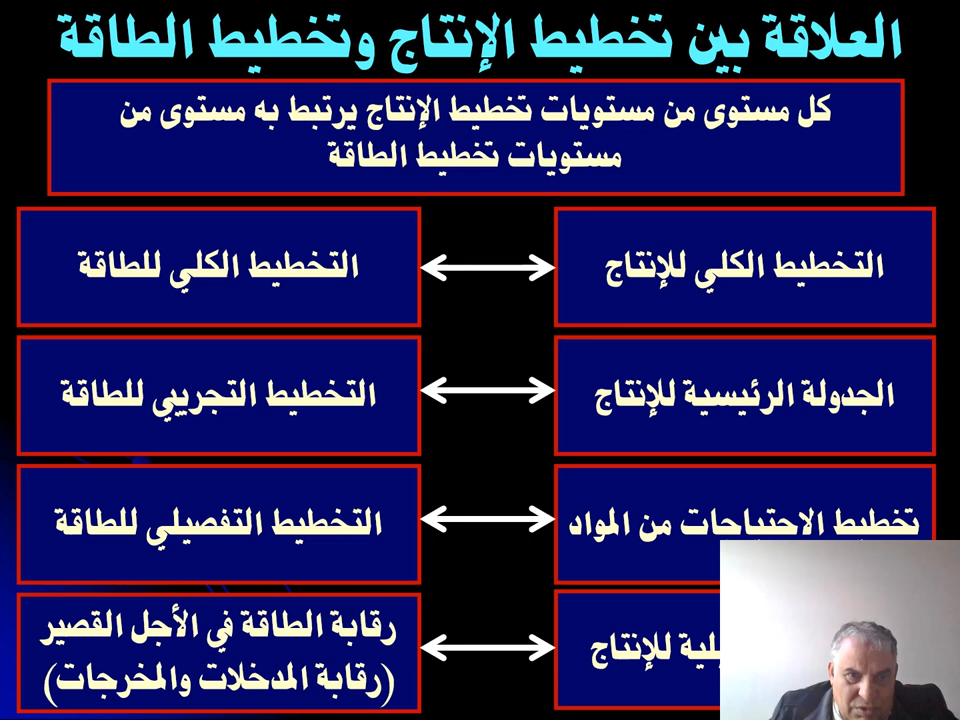 العلاقة بين تخطيط الإنتاج وتخطيط الطاقة
كل مستوى من مستويات تخطيط الإنتاج يرتبط به مستوى من
مستويات تخطيط الطاقة
التخطيط الكلي للإنتاج
التخطيط الكلي للطاقة
الجدولة الرئيسية للإنتاج
التخطيط التجريبي للطاقة
تخطيط الاحتياجات من المواد
التخطيط التفصيلي للطاقة
للإنتاج
رقابة الطاقة في الأجل القصير
(رقابة المدخلات والمخرجات)